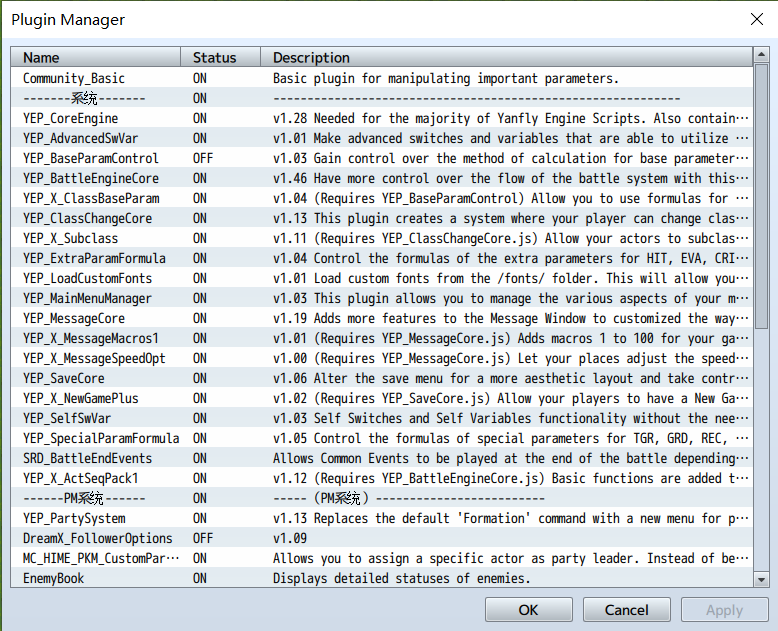 Plugin Manager
Name Status Description
Community_Basic ON Basic plugin for manipulating important parameters.
-------系统------- ON ------------------------------------------------------
YEP_CoreEngine ON v1.28 Needed for the majority of Yanfly Engine Scripts. Also contain…
YEP_AdvancedSwVar ON v1.01 Make advanced switches and variables that are able to utilize …
YEP_BaseParamControl OFF v1.03 Gain control over the method of calculation for base parameter…
YEP_BattleEngineCore ON v1.46 Have more control over the flow of the battle system with this…
YEP_X_ClassBaseParam ON v1.04 (Requires YEP_BaseParamControl) Allow you to use formulas for …
YEP_ClassChangeCore ON v1.13 This plugin creates a system where your player can change clas…
YEP_X_Subclass ON v1.11 (Requires YEP_ClassChangeCore.js) Allow your actors to subclas…
YEP_ExtraParamFormula ON v1.04 Control the formulas of the extra parameters for HIT, EVA, CRI…
YEP_LoadCustomFonts ON v1.01 Load custom fonts from the /fonts/ folder. This will allow you…
YEP_MainMenuManager ON v1.03 This plugin allows you to manage the various aspects of your m…
YEP_MessageCore ON v1.19 Adds more features to the Message Window to customized the way…
YEP_X_MessageMacros1 ON v1.01 (Requires YEP_MessageCore.js) Adds macros 1 to 100 for your ga…
YEP_X_MessageSpeedOpt ON v1.00 (Requires YEP_MessageCore.js) Let your places adjust the speed…
YEP_SaveCore ON v1.06 Alter the save menu for a more aesthetic layout and take contr…
YEP_X_NewGamePlus ON v1.02 (Requires YEP_SaveCore.js) Allow your players to have a New Ga…
YEP_SelfSwVar ON v1.03 Self Switches and Self Variables functionality without the nee…
YEP_SpecialParamFormula ON v1.05 Control the formulas of special parameters for TGR, GRD, REC, …
SRD_BattleEndEvents ON Allows Common Events to be played at the end of the battle depending…
YEP_X_ActSeqPack1 ON v1.12 (Requires YEP_BattleEngineCore.js) Basic functions are added t…
------PM系统------ ON ----- (PM系统) -------------------------
YEP_PartySystem ON v1.13 Replaces the default 'Formation' command with a new menu for p…
DreamX_FollowerOptions OFF v1.09
MC_HIME_PKM_CustomPar… ON Allows you to assign a specific actor as party leader. Instead of be…
EnemyBook ON Displays detailed statuses of enemies.
OK Cancel Apply